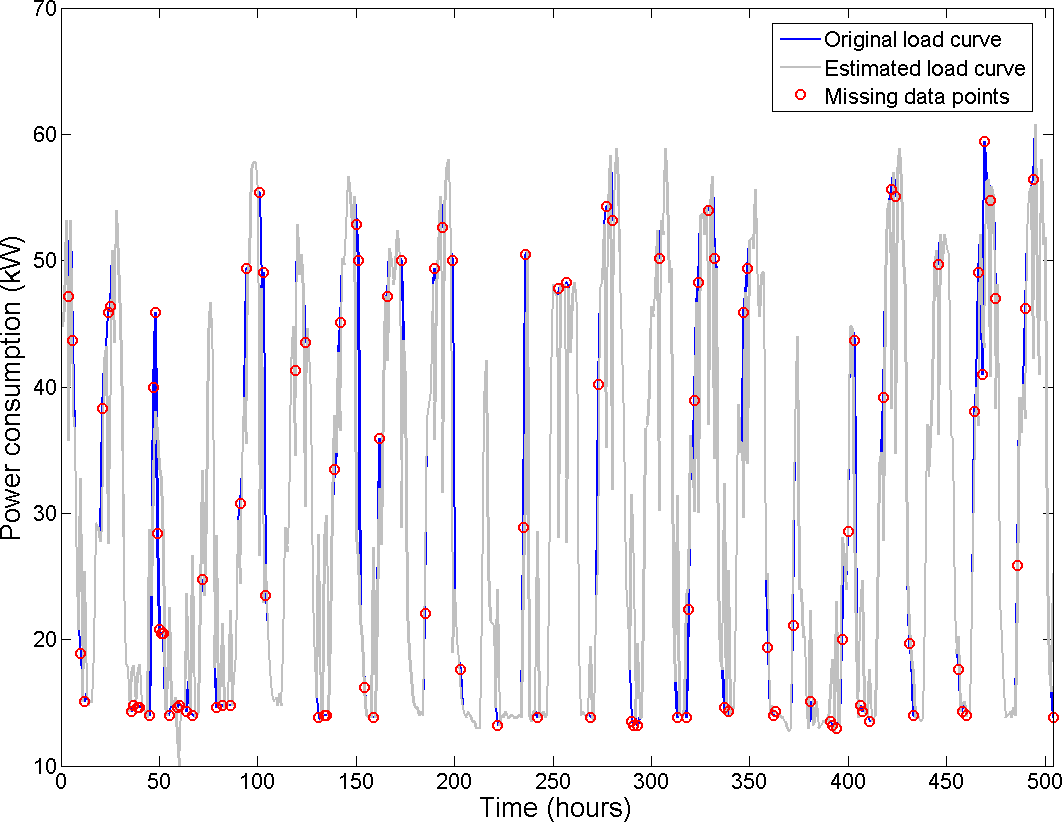 70
60
50
40
30
20
10
Power consumption (kW)
Original load curve
Estimated load curve
Missing data points
0 50 100 150 200 250 300 350 400 450 500
Time (hours)